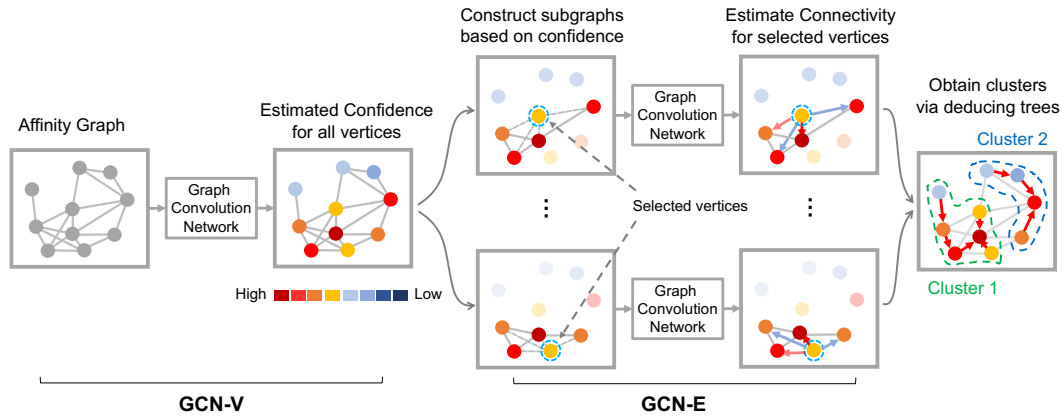 Affinity Graph
Graph
Convolution
Network
Estimated Confidence
for all vertices
High
Low
GCN-V
Construct subgraphs
based on confidence
Graph
Convolution
Network
Estimate Connectivity
for selected vertices
...
Selected vertices
...
Graph
Convolution
Network
GCN-E
Obtain clusters
via deducing trees
Cluster 2
Cluster 1